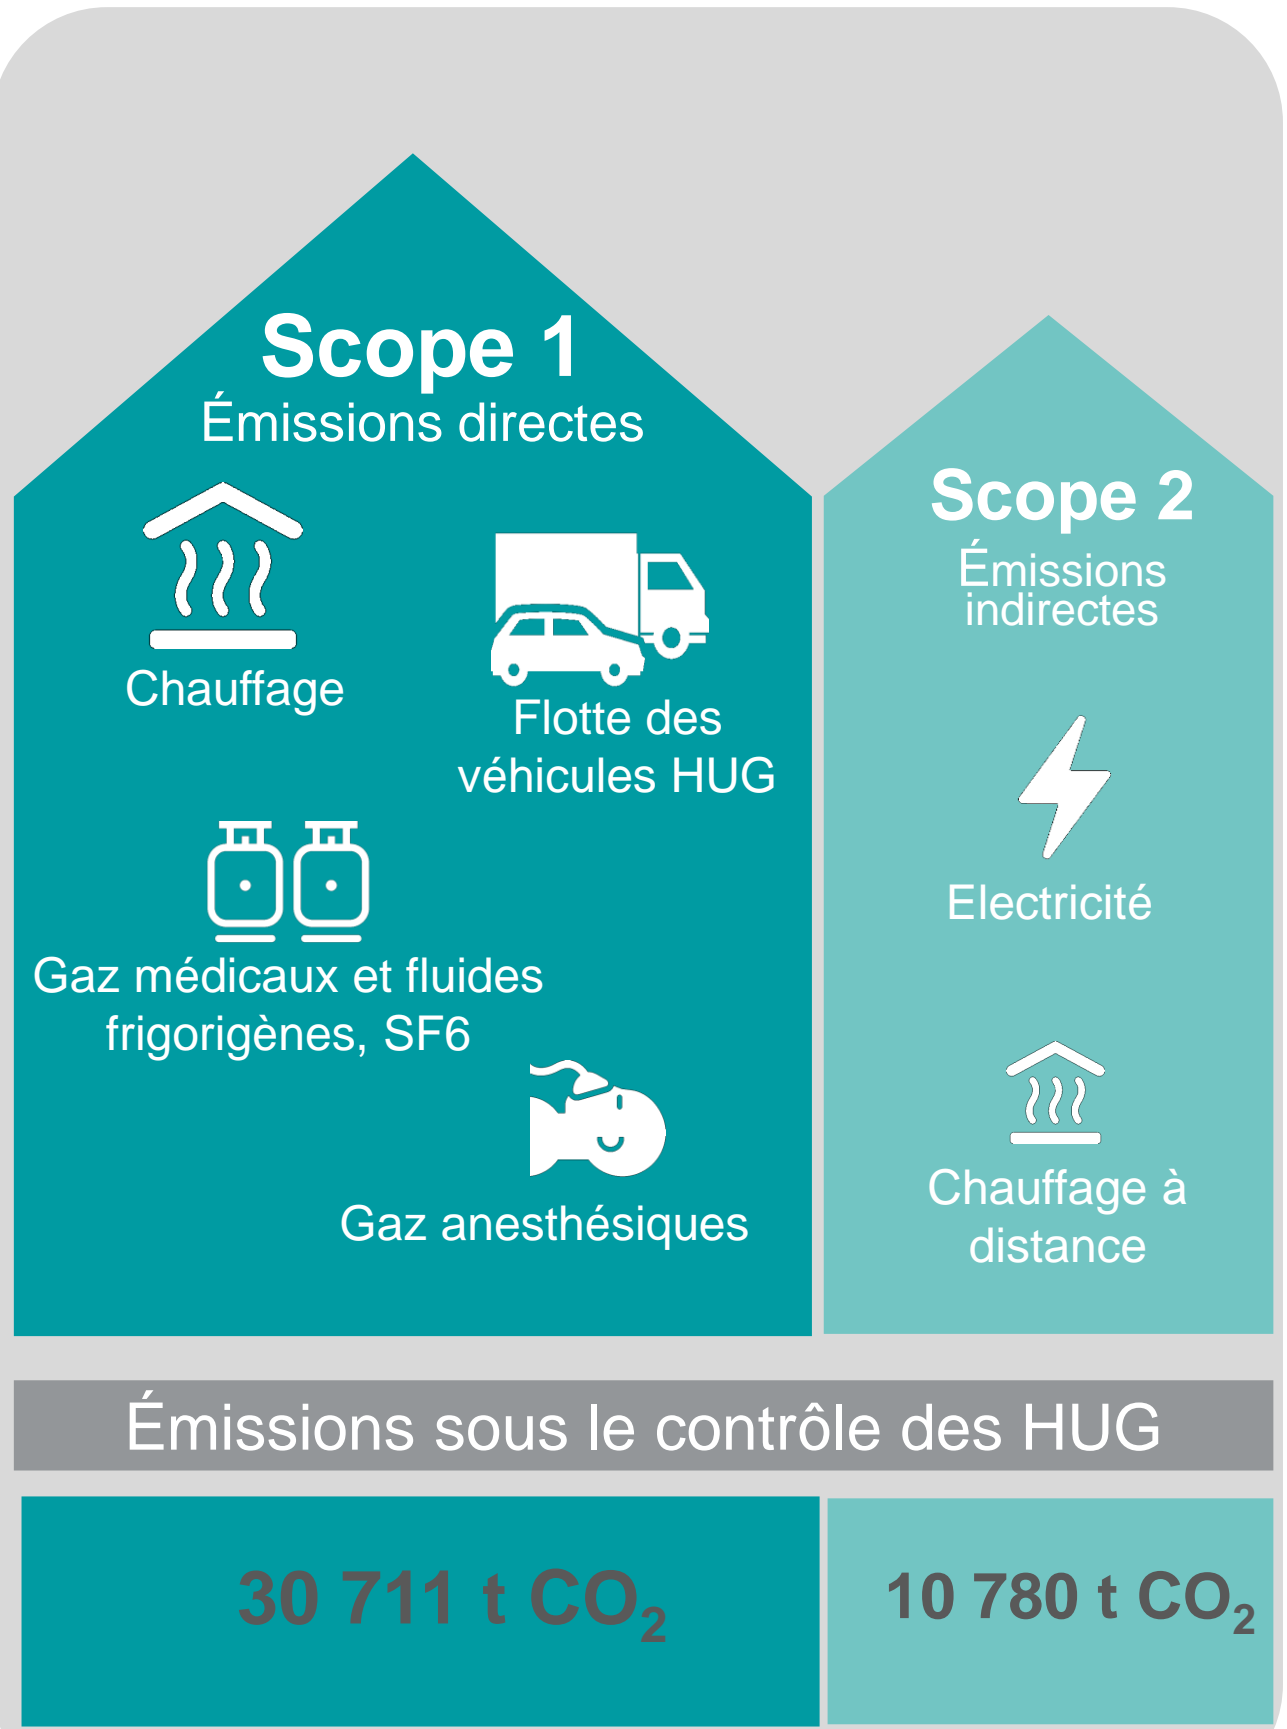 Scope 1
Émissions directes
Chauffage
Flotte des
véhicules HUG
Gaz médicaux et fluides
frigorigènes, SF6
Gaz anesthésiques
Scope 2
Émissions
indirectes
Electricité
Chauffage à
distance
Émissions sous le contrôle des HUG
30 711 t CO₂
10 780 t CO₂